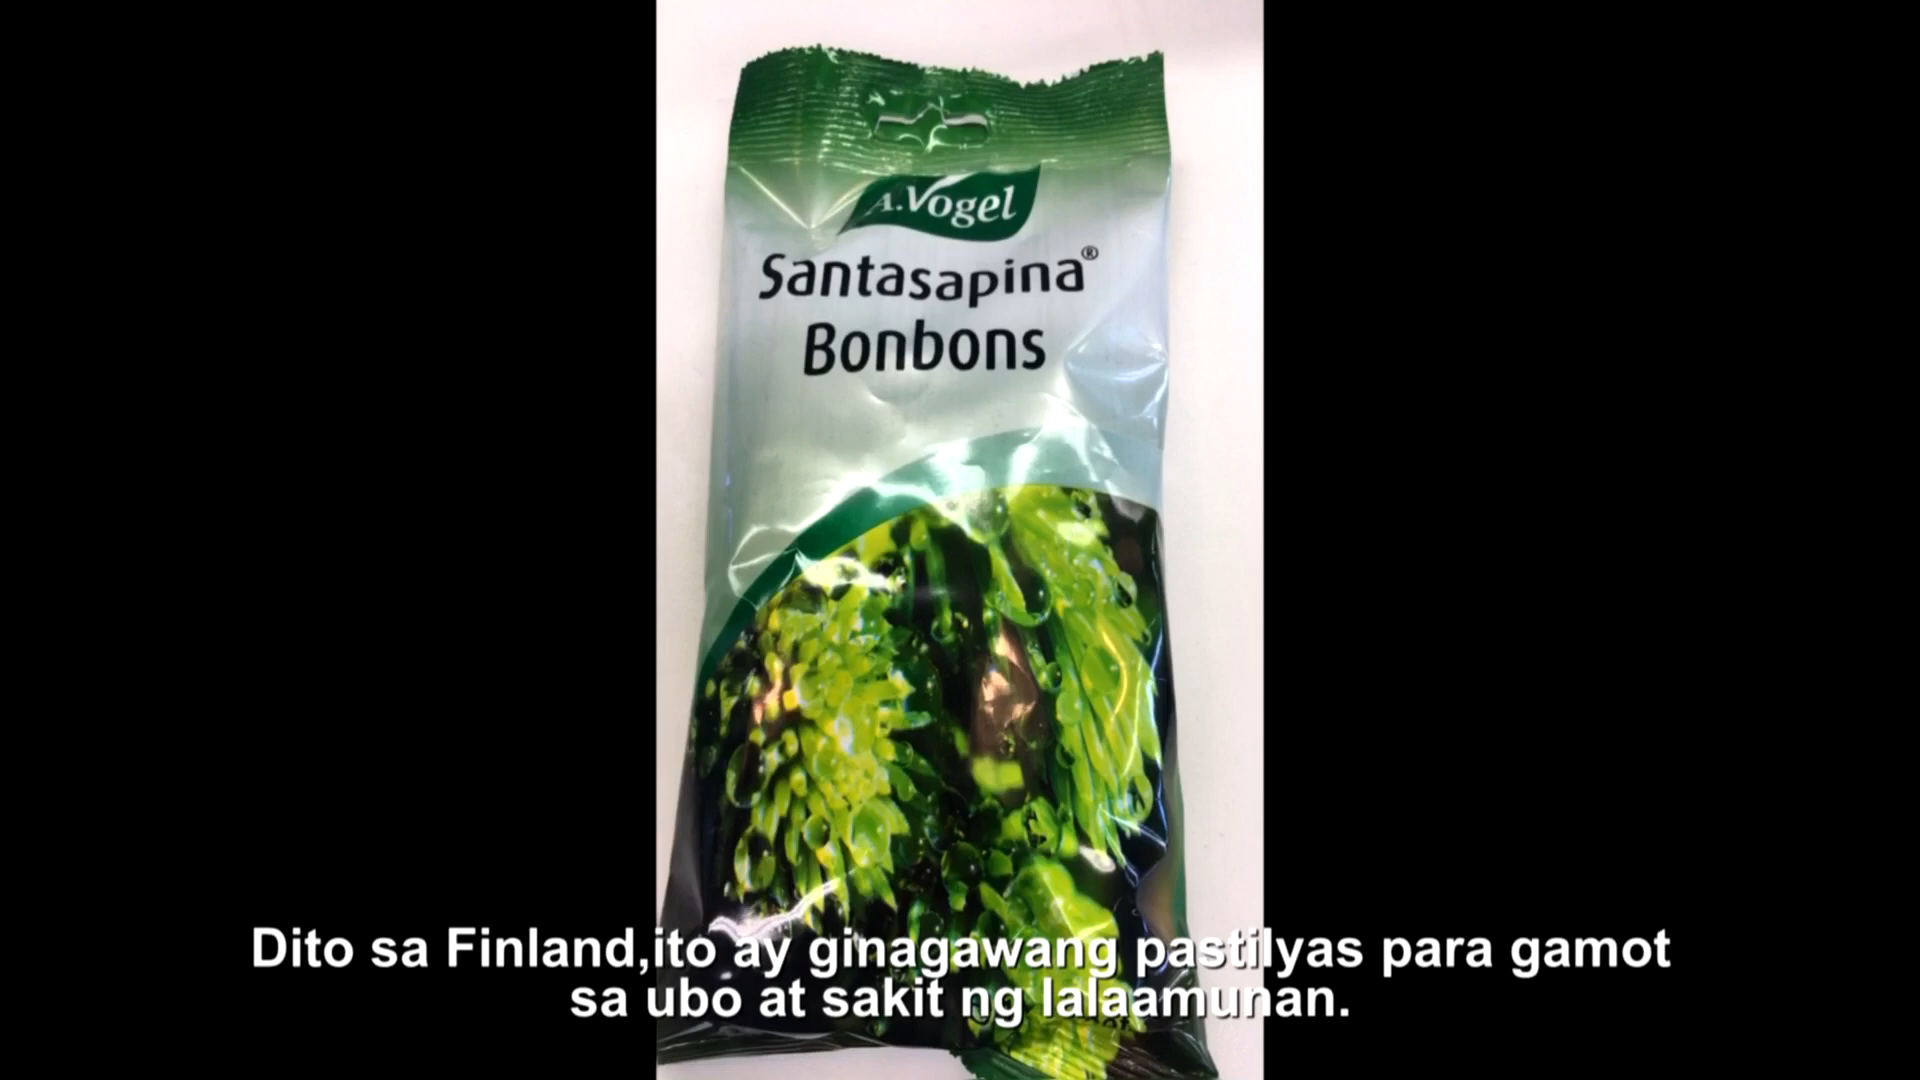 A.Vogel
Santasapina®
Bonbons
Dito sa Finland,ito ay ginagawang pastilyas para gamot
sa ubo at sakit ng lalaamunan.